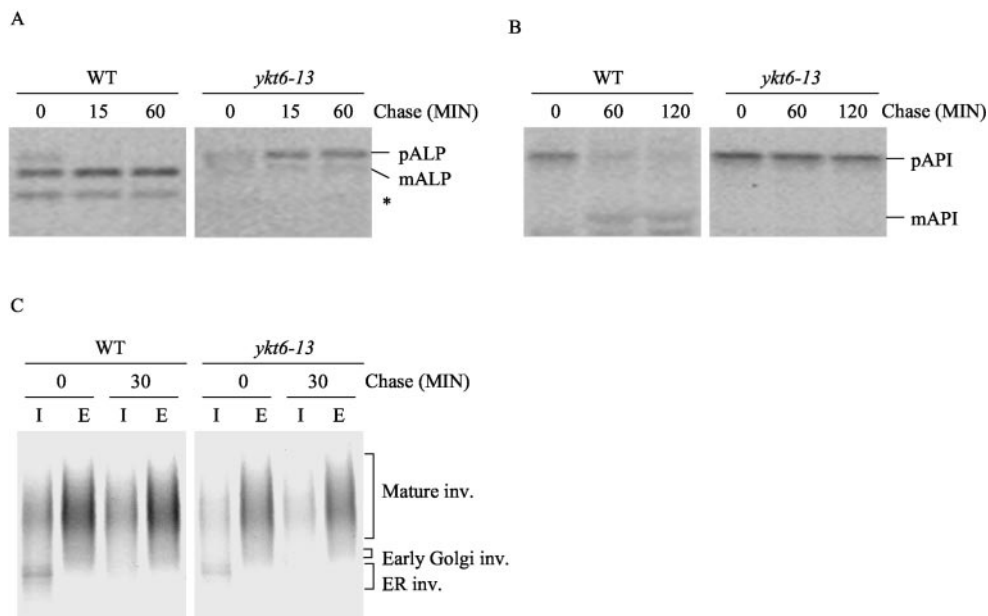 A
WT
ykt6-13
0 15 60
0 15 60
Chase (MIN)
pALP
mALP
*
B
WT
ykt6-13
0 60 120
0 60 120
Chase (MIN)
pAPI
mAPI
C
WT
ykt6-13
0 30
0 30
Chase (MIN)
I E I E
I E I E
Mature inv.
Early Golgi inv.
ER inv.